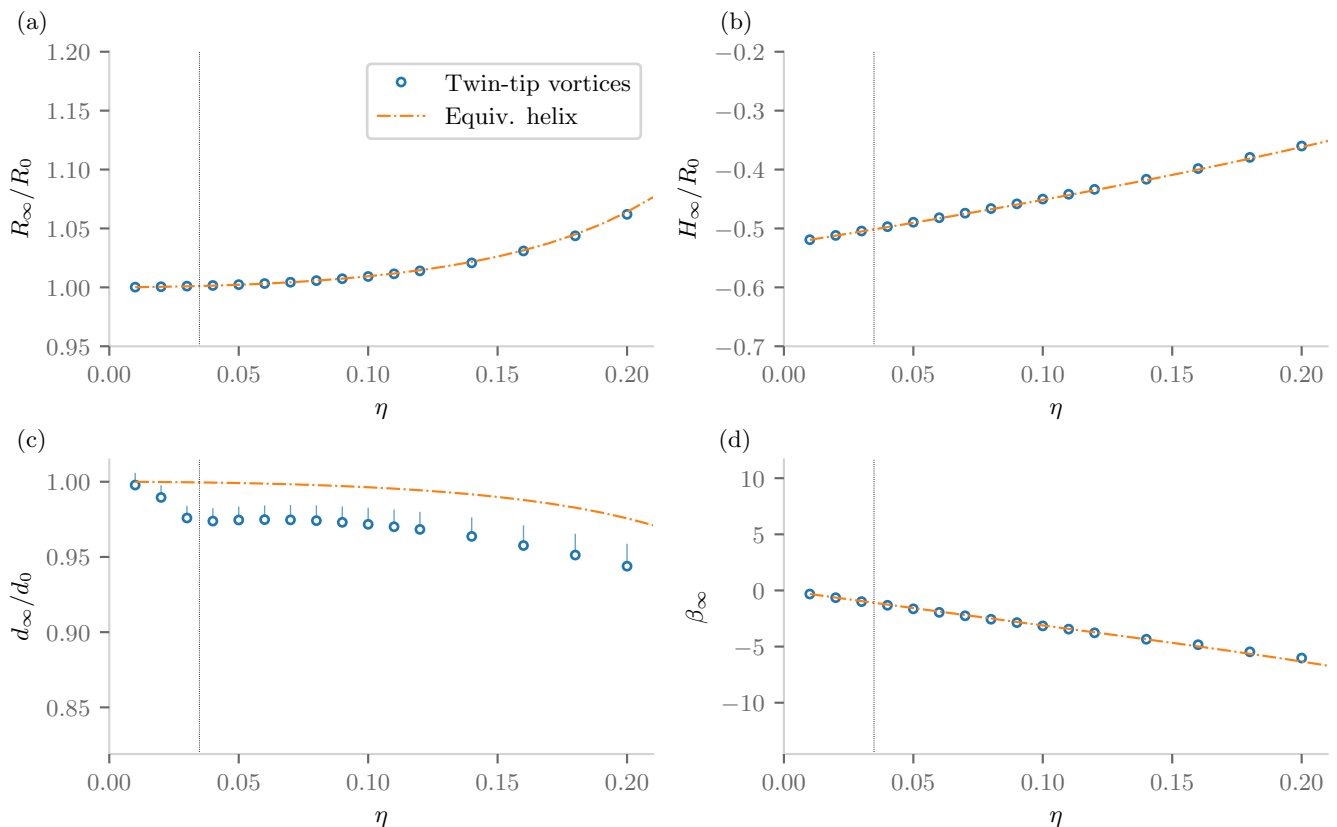 (a)
1.20
1.15
1.10
1.05
1.00
0.95
R∞/R0
0.00 0.05 0.10 0.15 0.20
η
Twin-tip vortices
Equiv. helix
(b)
−0.2
−0.3
−0.4
−0.5
−0.6
−0.7
H∞/R0
0.00 0.05 0.10 0.15 0.20
η
(c)
1.00
0.95
0.90
0.85
d∞/d0
0.00 0.05 0.10 0.15 0.20
η
(d)
10
5
0
−5
−10
β∞
0.00 0.05 0.10 0.15 0.20
η